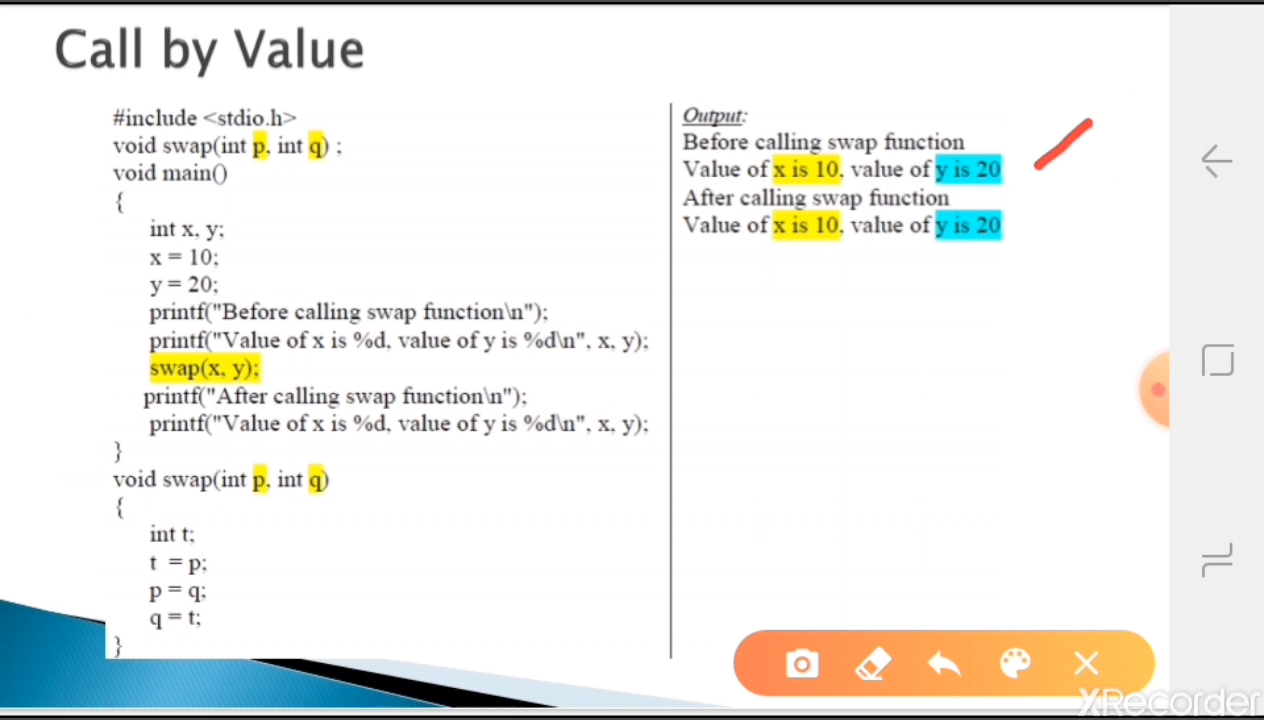 Call by Value
#include <stdio.h>
void swap(int p, int q) ;
void main()
{
int x, y;
x = 10;
y = 20;
printf("Before calling swap function\n");
printf("Value of x is %d, value of y is %d\n", x, y);
swap(x, y);
printf("After calling swap function\n");
printf("Value of x is %d, value of y is %d\n", x, y);
}
void swap(int p, int q)
{
int t;
t = p;
p = q;
q = t;
}
Output:
Before calling swap function
Value of x is 10, value of y is 20
After calling swap function
Value of x is 10, value of y is 20
XRecorder